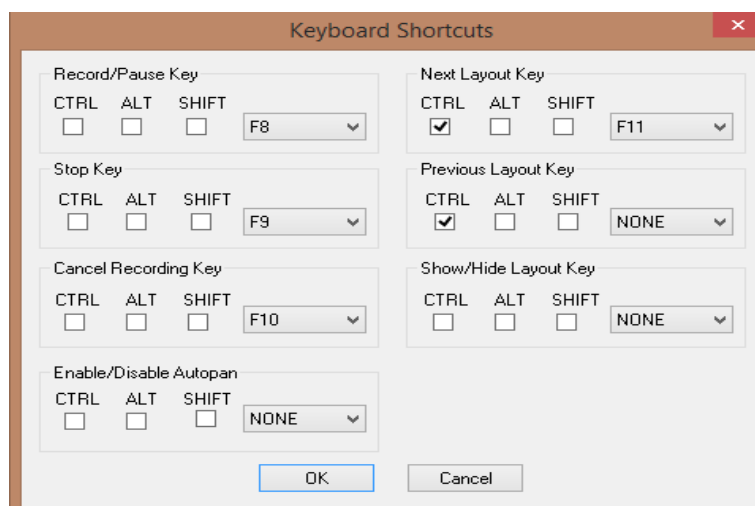 Keyboard Shortcuts
Record/Pause Key
CTRL ALT SHIFT
F8
Next Layout Key
CTRL ALT SHIFT
F11
Stop Key
CTRL ALT SHIFT
F9
Previous Layout Key
CTRL ALT SHIFT
NONE
Cancel Recording Key
CTRL ALT SHIFT
F10
Show/Hide Layout Key
CTRL ALT SHIFT
NONE
Enable/Disable Autopan
CTRL ALT SHIFT
NONE
OK Cancel